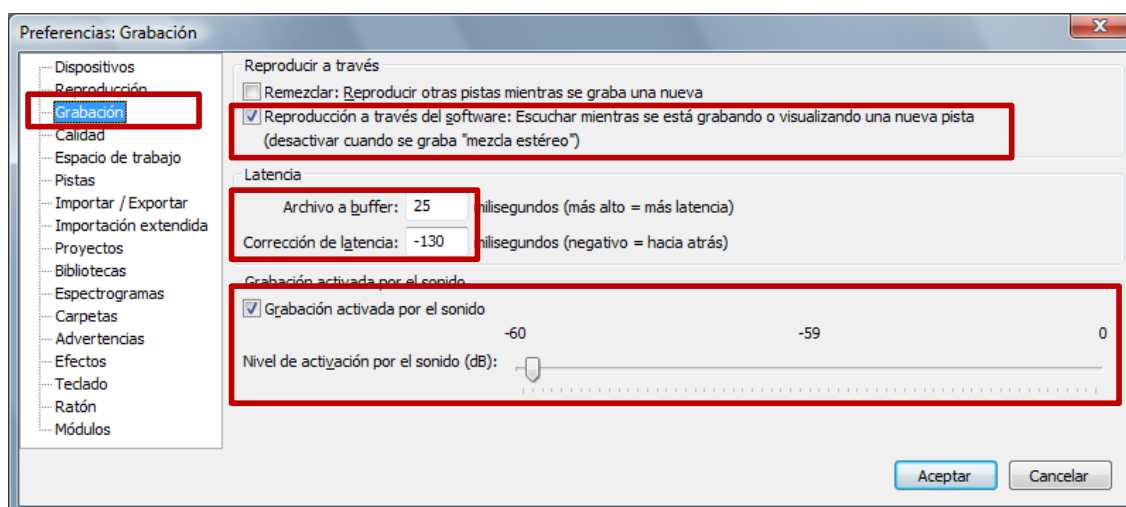 Preferencias: Grabación
Dispositivos
Reproducción
Grabación
Calidad
Espacio de trabajo
Pistas
Importar / Exportar
Importación extendida
Proyectos
Bibliotecas
Espectrogramas
Carpetas
Advertencias
Efectos
Teclado
Ratón
Módulos
Reproducir a través
Remezclar: Reproducir otras pistas mientras se graba una nueva
Reproducción a través del software: Escuchar mientras se está grabando o visualizando una nueva pista
(desactivar cuando se graba "mezcla estéreo")
Latencia
Archivo a buffer: 25 milisegundos (más alto = más latencia)
Corrección de latencia: -130 milisegundos (negativo = hacia atrás)
Grabación activada por el sonido
Grabación activada por el sonido
-60 -59 0
Nivel de activación por el sonido (dB):
Aceptar Cancelar